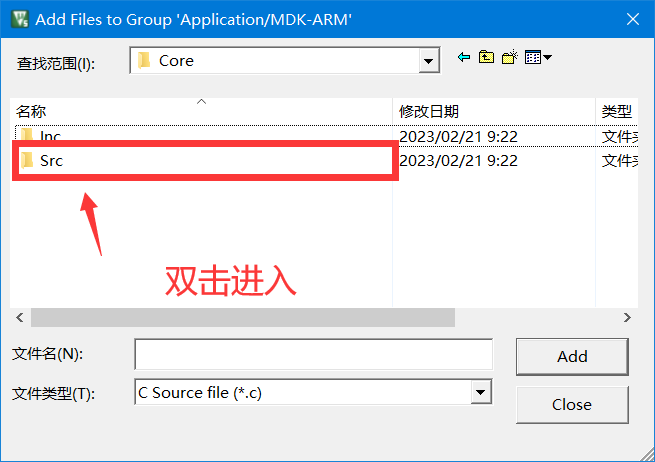 Add Files to Group 'Application/MDK-ARM'
查找范围(I):
Core
名称
修改日期
类型
Inc
2023/02/21 9:22
文件夹
Src
2023/02/21 9:22
文件夹
双击进入
文件名(N):
Add
文件类型(T):
C Source file (*.c)
Close